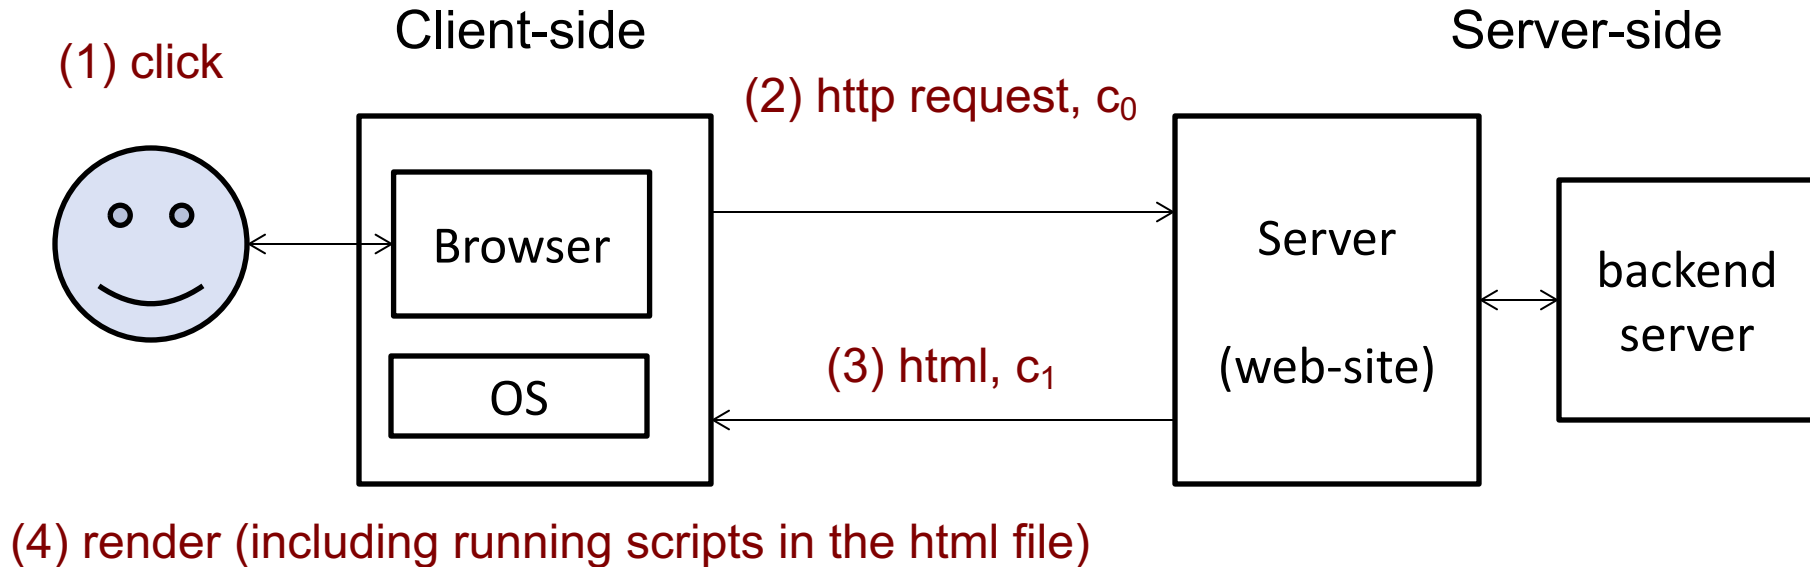 Client-side
Server-side
(1) click
(2) http request, c₀
Browser
OS
Server
(web-site)
backend
server
(3) html, c₁
(4) render (including running scripts in the html file)